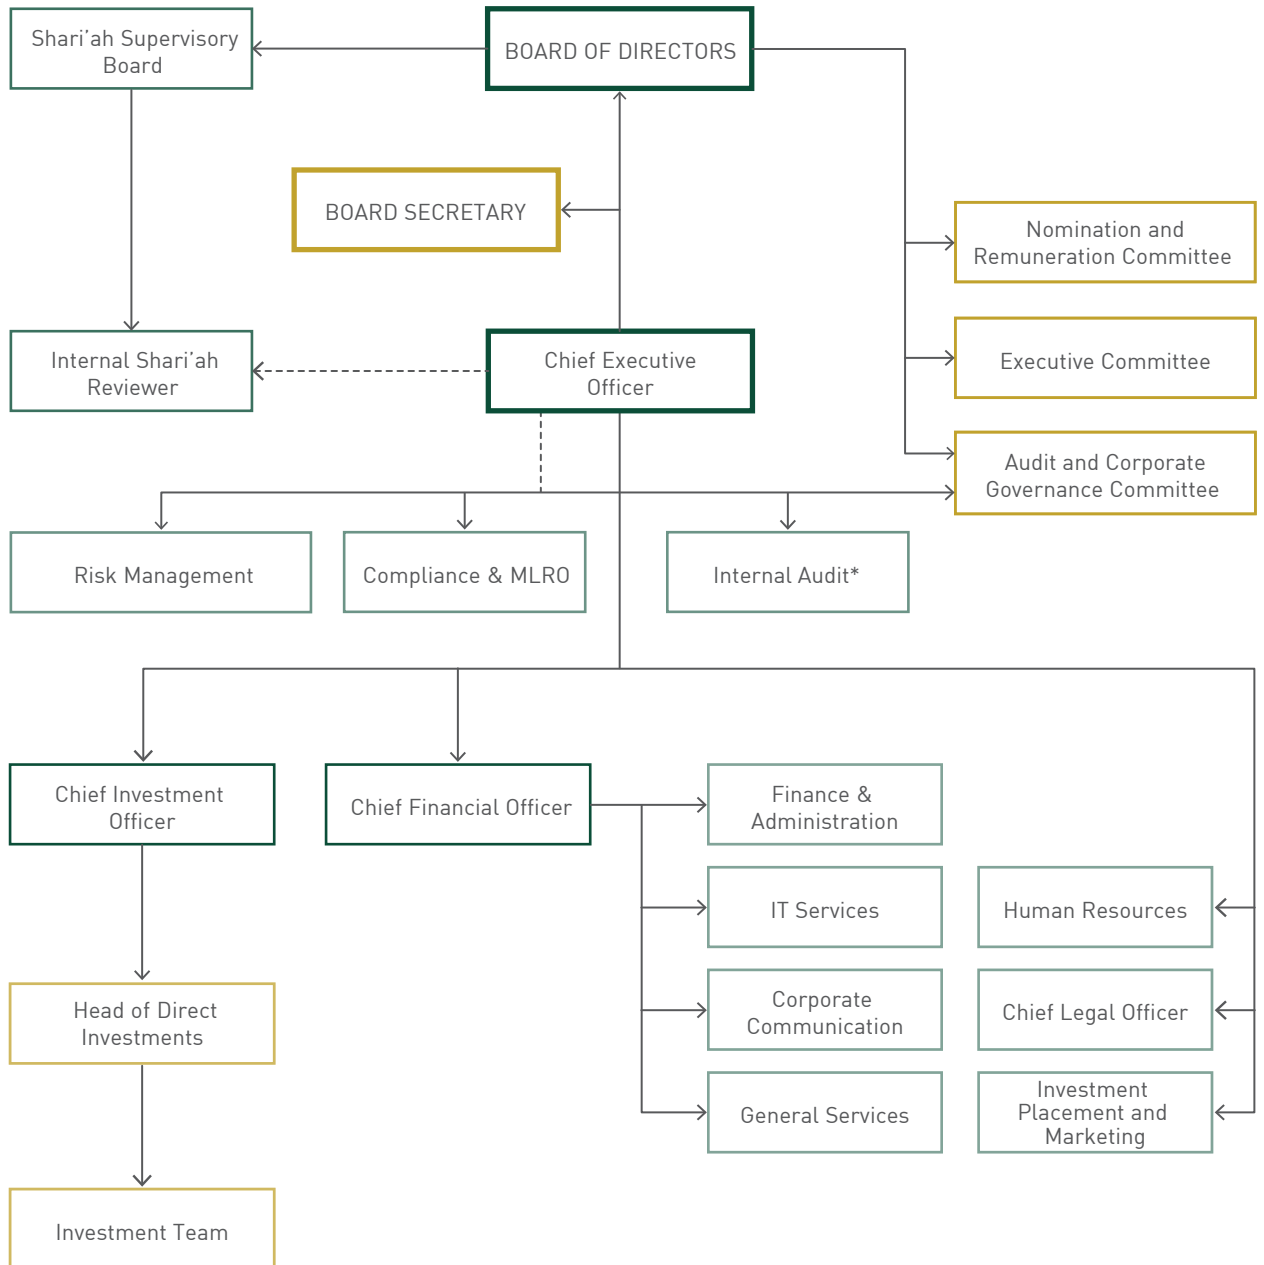 Shari’ah Supervisory
Board
BOARD OF DIRECTORS
BOARD SECRETARY
Nomination and
Remuneration Committee
Internal Shari’ah
Reviewer
Chief Executive
Officer
Executive Committee
Audit and Corporate
Governance Committee
Risk Management
Compliance & MLRO
Internal Audit*
Chief Investment
Officer
Chief Financial Officer
Finance &
Administration
IT Services
Human Resources
Head of Direct
Investments
Corporate
Communication
Chief Legal Officer
General Services
Investment
Placement and
Marketing
Investment Team